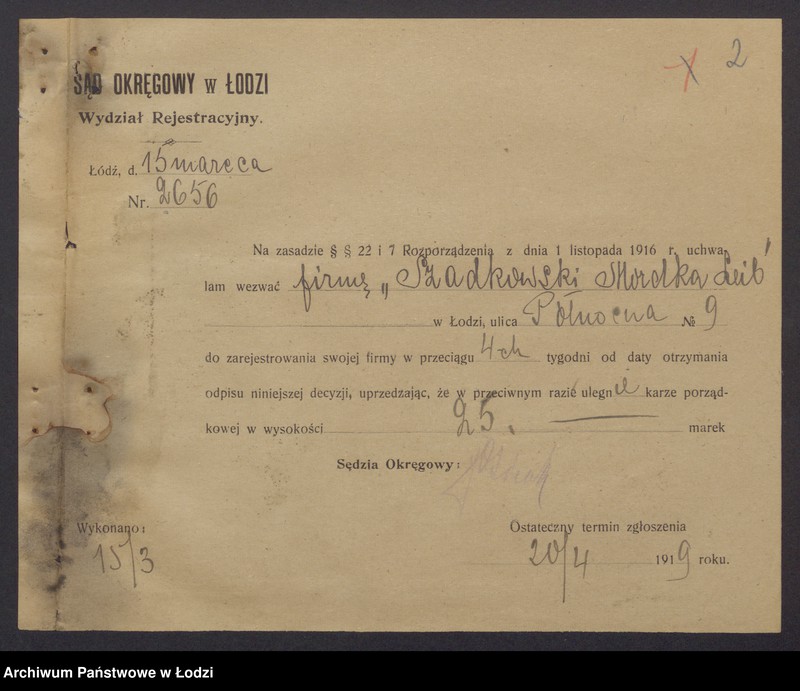 2
SĄD OKRĘGOWY w ŁODZI
Wydział Rejestracyjny.
Łódź, d. 15 marca
Nr. 2656
Na zasadzie § § 22 i 7 Rozporządzenia z dnia 1 listopada 1916 r. uchwa-
lam wezwać firmę „Szadkowski Mordka Leib"
w Łodzi, ulica Północna № 9
do zarejestrowania swojej firmy w przeciągu 4-ch tygodni od daty otrzymania
odpisu niniejszej decyzji, uprzedzając, że w przeciwnym razie ulegnie karze porząd-
kowej w wysokości 25. marek
Sędzia Okręgowy:
Wykonano: Ostateczny termin zgłoszenia
15/3 20/4 1919 roku.
Archiwum Państwowe w Łodzi